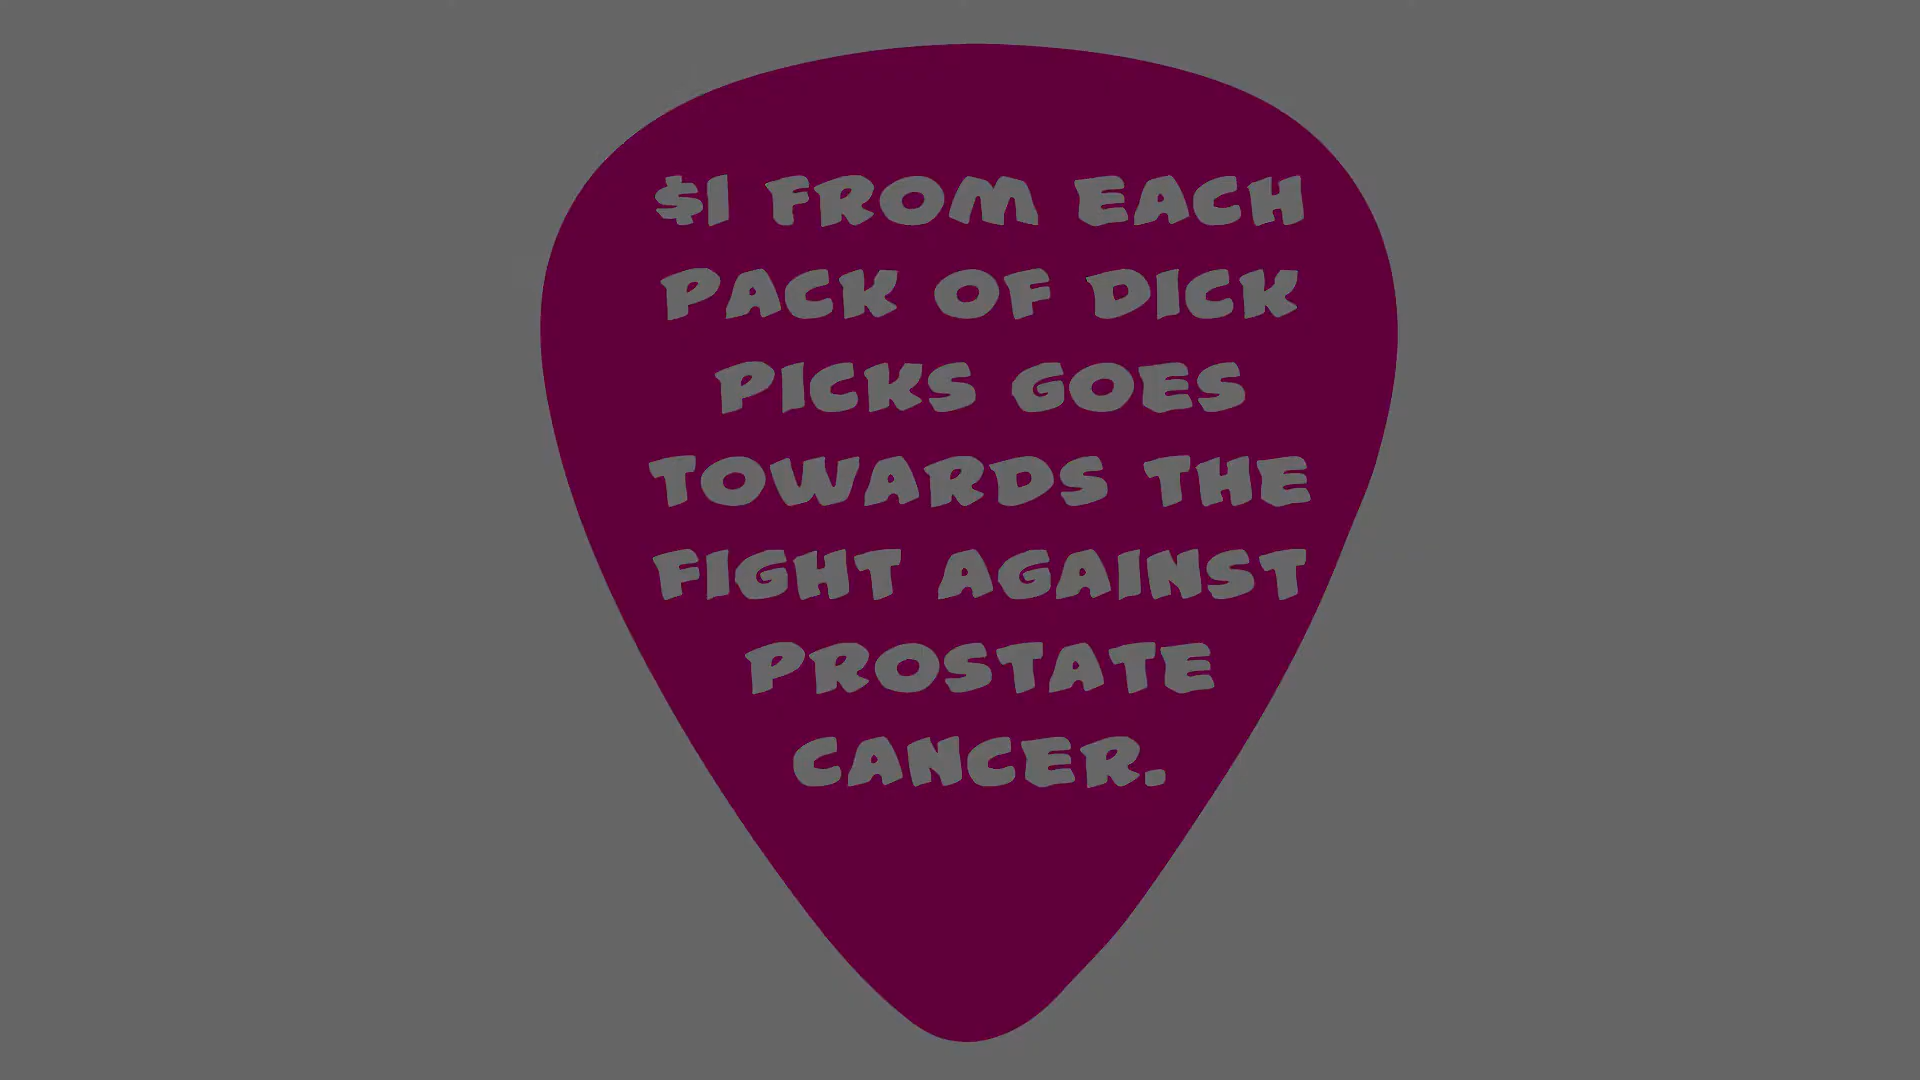 $1 FROM EACH
PACK OF DICK
PICKS GOES
TOWARDS THE
FIGHT AGAINST
PROSTATE
CANCER.